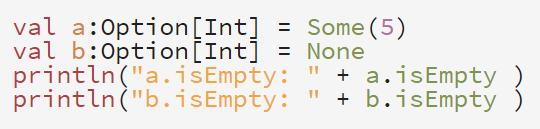 val a:Option[Int] = Some(5)
val b:Option[Int] = None
println("a.isEmpty: " + a.isEmpty )
println("b.isEmpty: " + b.isEmpty )